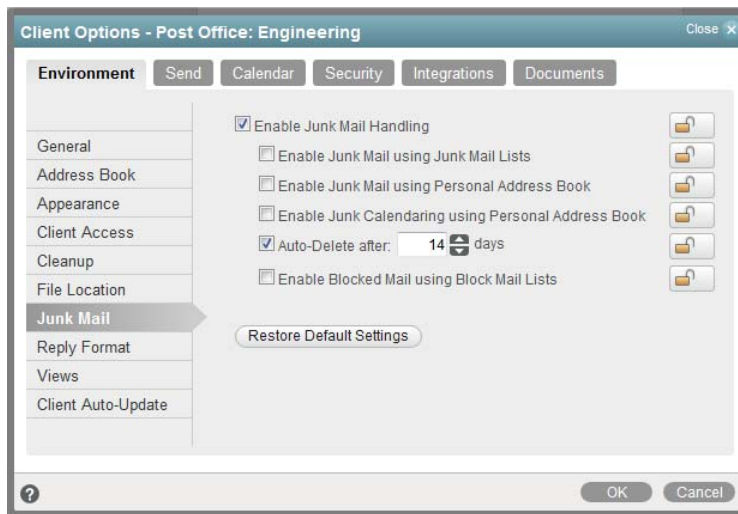 Client Options - Post Office: Engineering
Close x
Environment Send Calendar Security Integrations Documents
General
Address Book
Appearance
Client Access
Cleanup
File Location
Junk Mail
Reply Format
Views
Client Auto-Update
Enable Junk Mail Handling
Enable Junk Mail using Junk Mail Lists
Enable Junk Mail using Personal Address Book
Enable Junk Calendaring using Personal Address Book
Auto-Delete after: 14 days
Enable Blocked Mail using Block Mail Lists
Restore Default Settings
?
OK Cancel